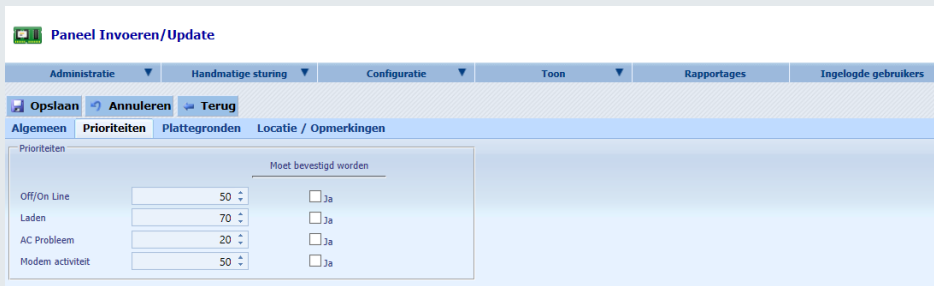 Paneel Invoeren/Update
Administratie Handmatige sturing Configuratie Toon Rapportages Ingelogde gebruikers
Opslaan Annuleren Terug
Algemeen Prioriteiten Plattegronden Locatie / Opmerkingen
Prioriteiten
Moet bevestigd worden
Off/On Line 50 Ja
Laden 70 Ja
AC Probleem 20 Ja
Modem activiteit 50 Ja